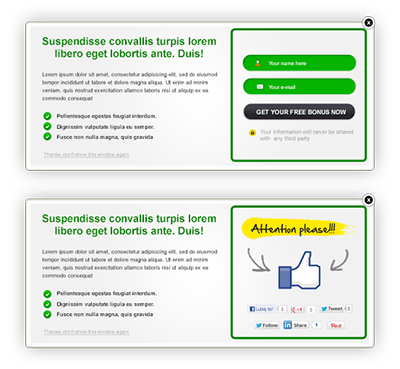 x
Suspendisse convallis turpis lorem
libero eget lobortis ante. Duis!
Lorem ipsum dolor sit amet, consectetur adipisicing elit, sed do eiusmod
tempor incididunt ut labore et dolore magna aliqua. Ut enim ad minim
veniam, quis nostrud exercitation ullamco laboris nisi ut aliquip ex ea
commodo consequat
Pellentesque egestas feugiat interdum.
Dignissim vulputate ligula eu semper.
Fusce non nulla magna, quis gravida
Thanks, don't show this window again
Your name here
Your e-mail
GET YOUR FREE BONUS NOW
Your Information will never be shared
with any third party
x
Suspendisse convallis turpis lorem
libero eget lobortis ante. Duis!
Lorem ipsum dolor sit amet, consectetur adipisicing elit, sed do eiusmod
tempor incididunt ut labore et dolore magna aliqua. Ut enim ad minim
veniam, quis nostrud exercitation ullamco laboris nisi ut aliquip ex ea
commodo consequat
Pellentesque egestas feugiat interdum.
Dignissim vulputate ligula eu semper.
Fusce non nulla magna, quis gravida
Thanks, don't show this window again
Attention please!!!
+1 0 Tweet 0
Follow in Share 1